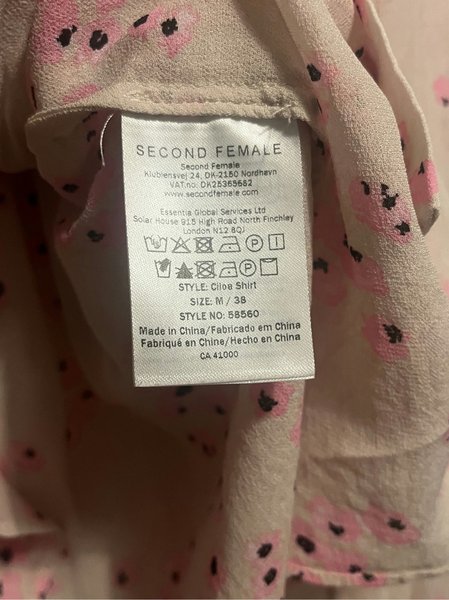 SECOND FEMALE
Second Female
Klubiensvej 24, DK-2150 Nordhavn
VAT.no. DK25365682
www.secondfemale.com
Essentia Global Services Ltd
Solar House 915 High Road North Finchley
London N12 8QJ
P
P
STYLE: Ciloa Shirt
SIZE: M / 38
STYLE NO: 58560
Made in China/Fabricado em China
Fabriqué en Chine/Hecho en China
CA 41000